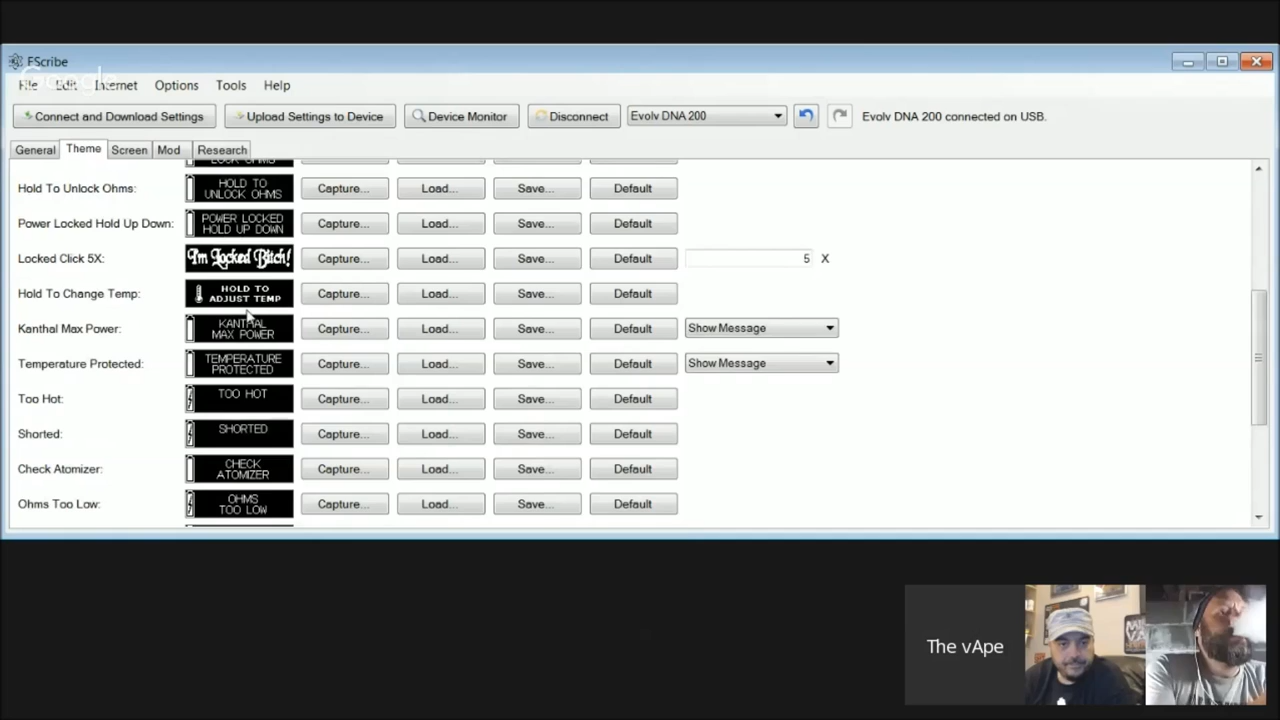 EScribe
Google
File Edit Internet Options Tools Help
Connect and Download Settings Upload Settings to Device Device Monitor Disconnect Evolv DNA 200 Evolv DNA 200 connected on USB.
General Theme Screen Mod Research
LOCK OHMS
Hold To Unlock Ohms: HOLD TO UNLOCK OHMS Capture... Load... Save... Default
Power Locked Hold Up Down: POWER LOCKED HOLD UP DOWN Capture... Load... Save... Default
Locked Click 5X: I'm Locked Bitch! Capture... Load... Save... Default 5 X
Hold To Change Temp: HOLD TO ADJUST TEMP Capture... Load... Save... Default
Kanthal Max Power: KANTHAL MAX POWER Capture... Load... Save... Default Show Message
Temperature Protected: TEMPERATURE PROTECTED Capture... Load... Save... Default Show Message
Too Hot: TOO HOT Capture... Load... Save... Default
Shorted: SHORTED Capture... Load... Save... Default
Check Atomizer: CHECK ATOMIZER Capture... Load... Save... Default
Ohms Too Low: OHMS TOO LOW Capture... Load... Save... Default
The vApe